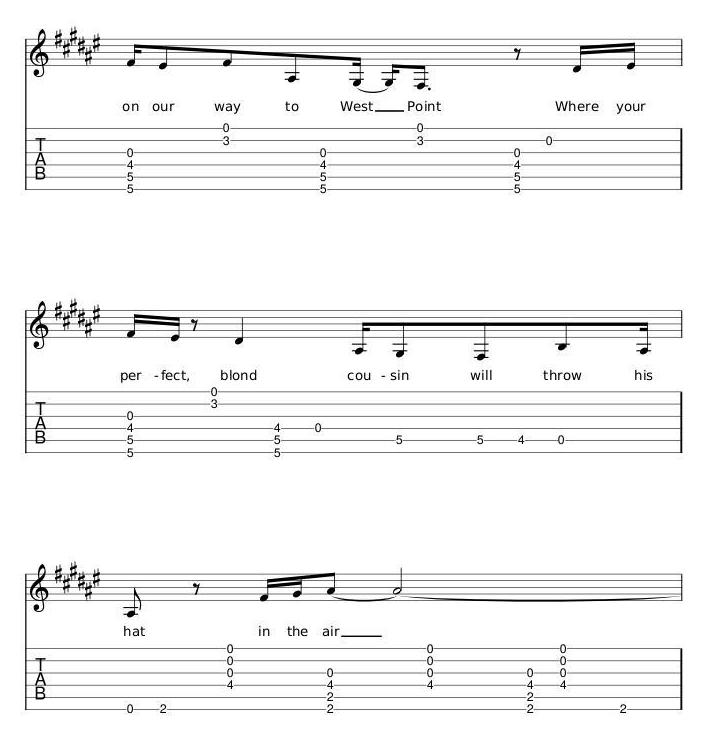 on our way to West Point Where your
0 0
3 3 0
T 0 0 0
A 4 4 4
B 5 5 5
5 5 5
per -fect, blond cou - sin will throw his
0
T 3
0
A 4 4 0
B 5 5 5 5 4 0
5 5
hat in the air
0 0 0
T 0 0 0
0 0 0 0 0
A 4 4 4 4 4
B 2 2
0 2 2 2 2